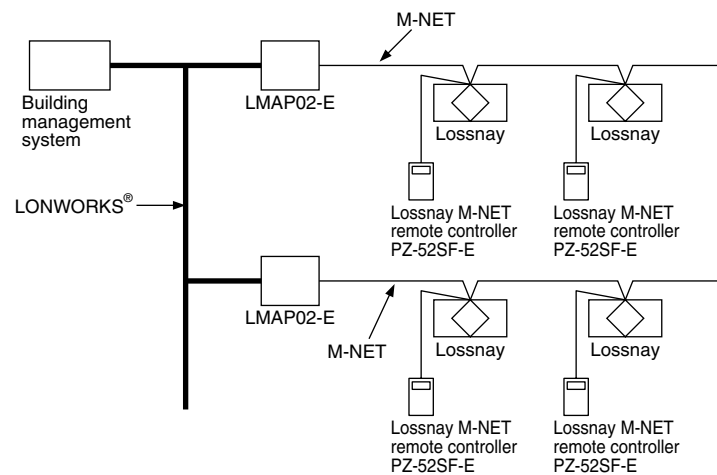 M-NET
Building
management
system
LMAP02-E
Lossnay
Lossnay
LONWORKS®
Lossnay M-NET
remote controller
PZ-52SF-E
Lossnay M-NET
remote controller
PZ-52SF-E
LMAP02-E
M-NET
Lossnay
Lossnay
Lossnay M-NET
remote controller
PZ-52SF-E
Lossnay M-NET
remote controller
PZ-52SF-E